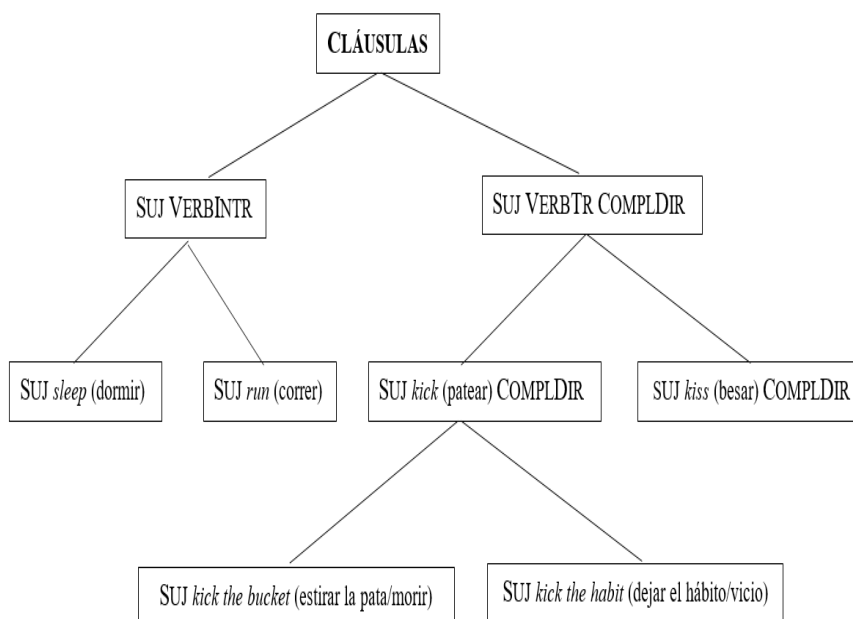 CLÁUSULAS
SUJ VERBINTR
SUJ VERBTR COMPLDIR
SUJ sleep (dormir)
SUJ run (correr)
SUJ kick (patear) COMPLDIR
SUJ kiss (besar) COMPLDIR
SUJ kick the bucket (estirar la pata/morir)
SUJ kick the habit (dejar el hábito/vicio)